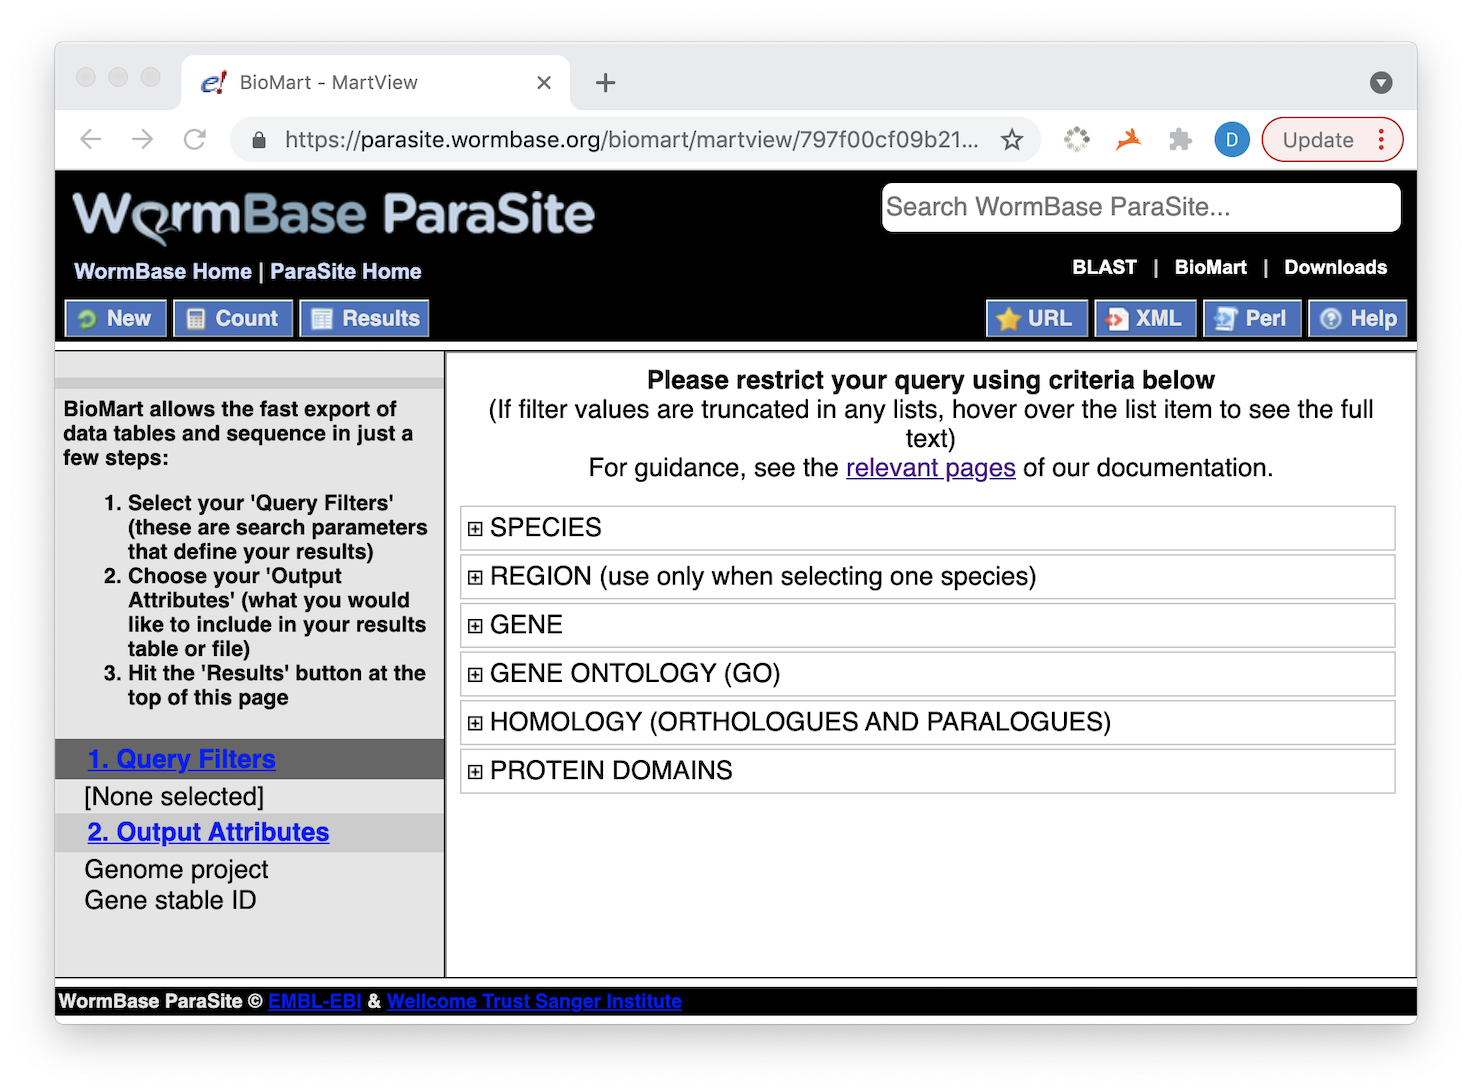 BioMart - MartView
https://parasite.wormbase.org/biomart/martview/797f00cf09b21...
D
Update
WormBase ParaSite
Search WormBase ParaSite...
WormBase Home | ParaSite Home
BLAST | BioMart | Downloads
New
Count
Results
URL
XML
Perl
Help
BioMart allows the fast export of
data tables and sequence in just a
few steps:
1. Select your 'Query Filters'
(these are search parameters
that define your results)
2. Choose your 'Output
Attributes' (what you would
like to include in your results
table or file)
3. Hit the 'Results' button at the
top of this page
1. Query Filters
[None selected]
2. Output Attributes
Genome project
Gene stable ID
Please restrict your query using criteria below
(If filter values are truncated in any lists, hover over the list item to see the full
text)
For guidance, see the relevant pages of our documentation.
SPECIES
REGION (use only when selecting one species)
GENE
GENE ONTOLOGY (GO)
HOMOLOGY (ORTHOLOGUES AND PARALOGUES)
PROTEIN DOMAINS
WormBase ParaSite © EMBL-EBI & Wellcome Trust Sanger Institute